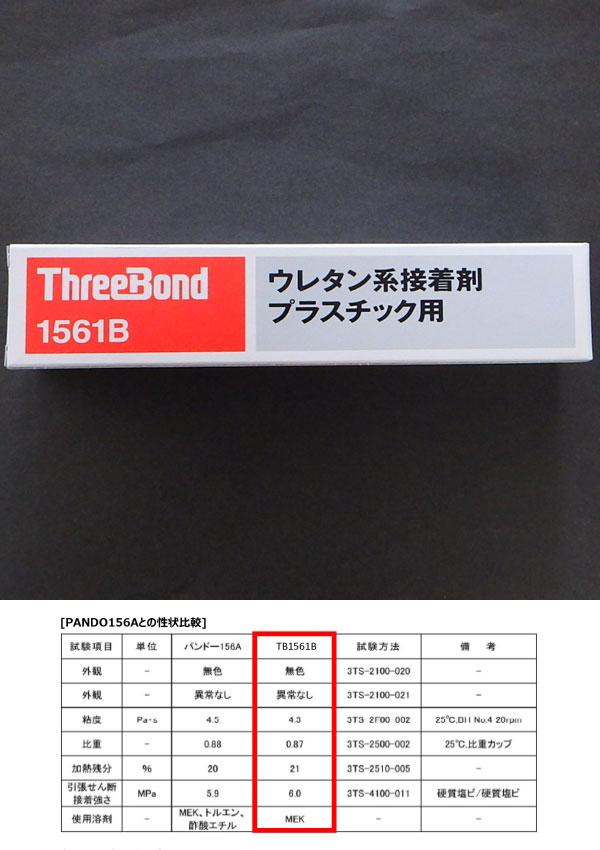 ThreeBond
1561B
ウレタン系接着剤
プラスチック用
[PANDO156Aとの性状比較]
試験項目 単位 パンドー156A TB1561B 試験方法 備 考
外観 - 無色 無色 3TS-2100-020 -
外観 - 異常なし 異常なし 3TS-2100-021 -
粘度 Pa・s 4.5 4.3 3TS-2F00-002 25℃,BH No.4 20rpm
比重 - 0.88 0.87 3TS-2500-002 25℃,比重カップ
加熱残分 % 20 21 3TS-2510-005 -
引張せん断
接着強さ MPa 5.9 6.0 3TS-4100-011 硬質塩ビ/硬質塩ビ
使用溶剤 - MEK、トルエン、
酢酸エチル MEK - -